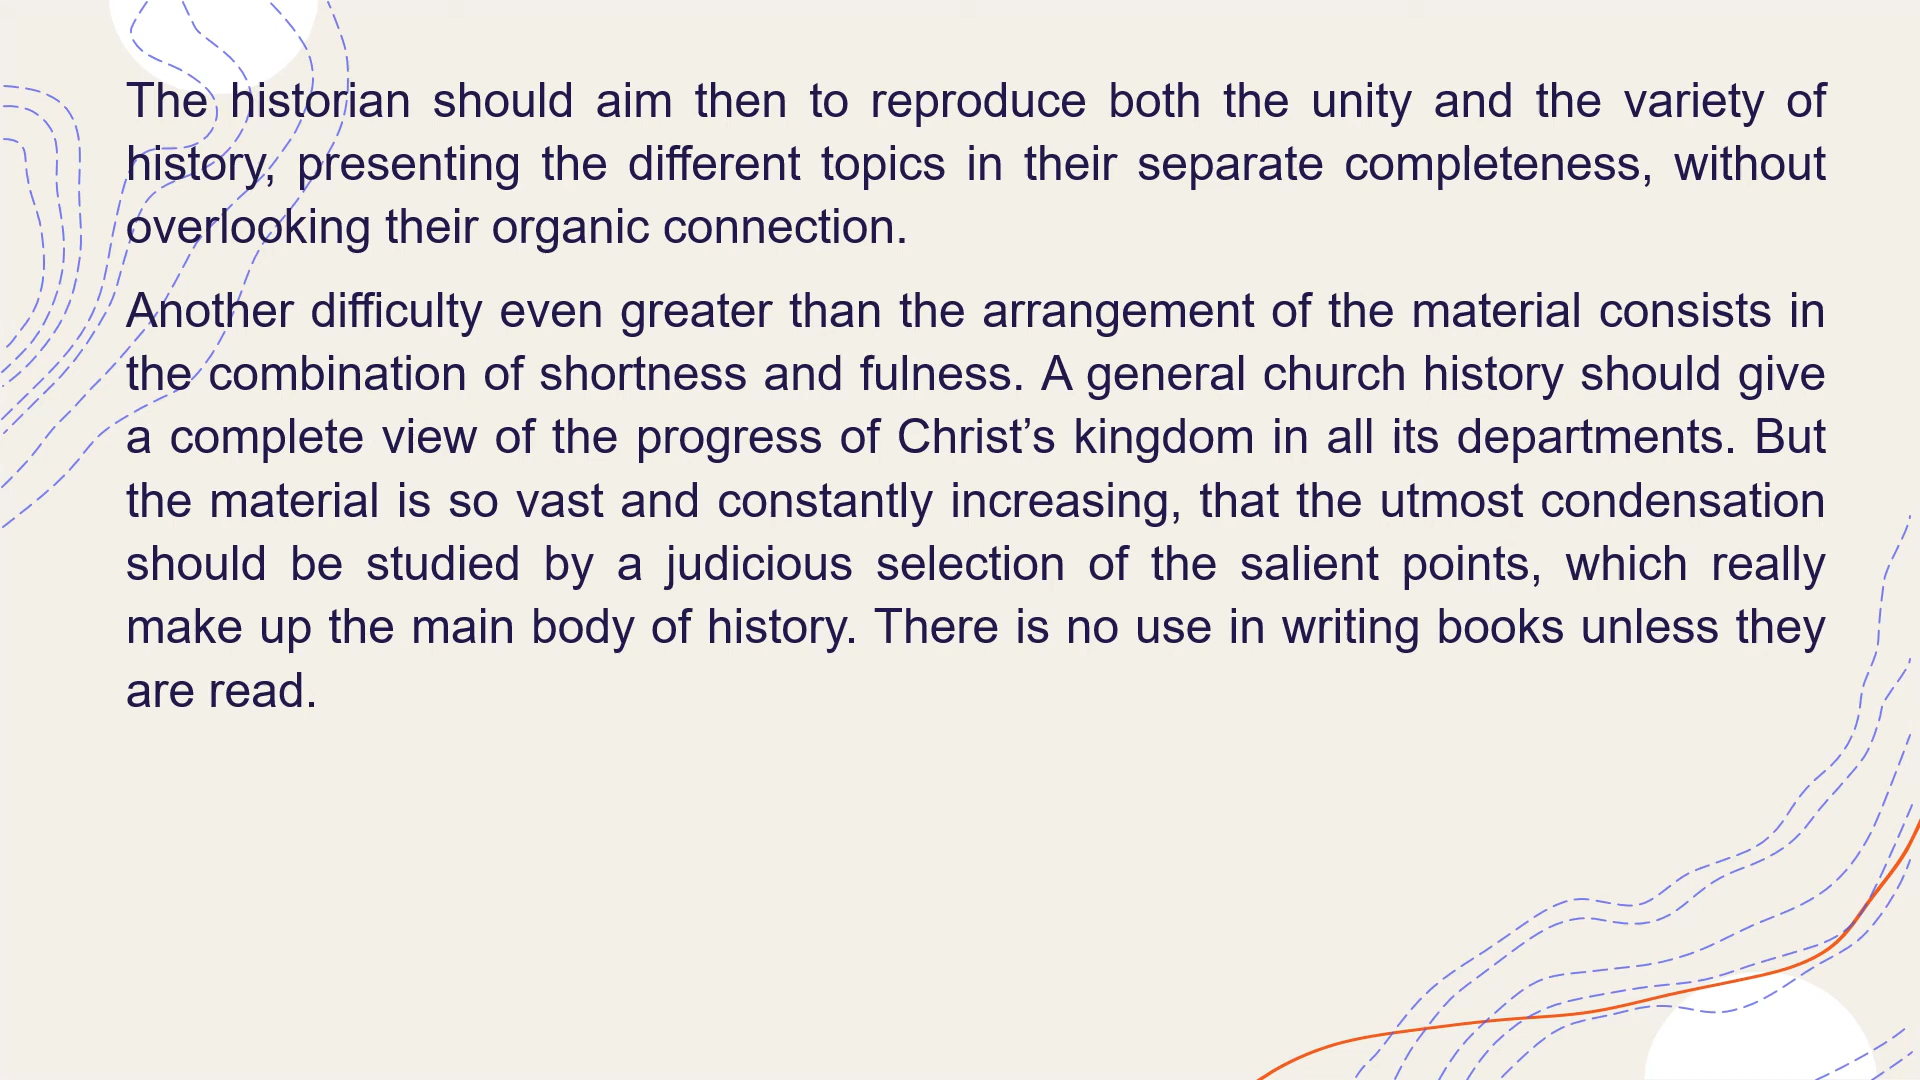 The historian should aim then to reproduce both the unity and the variety of
history, presenting the different topics in their separate completeness, without
overlooking their organic connection.
Another difficulty even greater than the arrangement of the material consists in
the combination of shortness and fulness. A general church history should give
a complete view of the progress of Christ’s kingdom in all its departments. But
the material is so vast and constantly increasing, that the utmost condensation
should be studied by a judicious selection of the salient points, which really
make up the main body of history. There is no use in writing books unless they
are read.